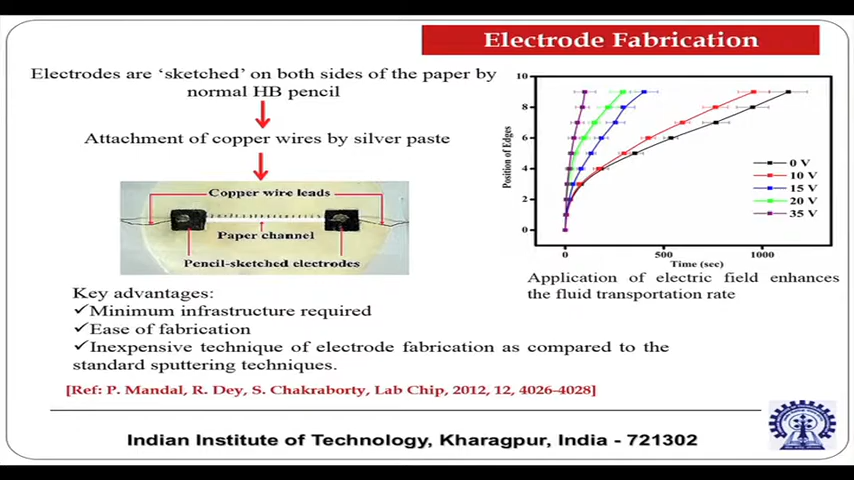 Electrode Fabrication
Electrodes are ‘sketched’ on both sides of the paper by
normal HB pencil
Attachment of copper wires by silver paste
Copper wire leads
Paper channel
Pencil-sketched electrodes
Key advantages:
✓Minimum infrastructure required
✓Ease of fabrication
✓Inexpensive technique of electrode fabrication as compared to the
standard sputtering techniques.
[Ref: P. Mandal, R. Dey, S. Chakraborty, Lab Chip, 2012, 12, 4026-4028]
Position of Edges
10
8
6
4
2
0
0 V
10 V
15 V
20 V
35 V
0 500 1000
Time (sec)
Application of electric field enhances
the fluid transportation rate
Indian Institute of Technology, Kharagpur, India - 721302